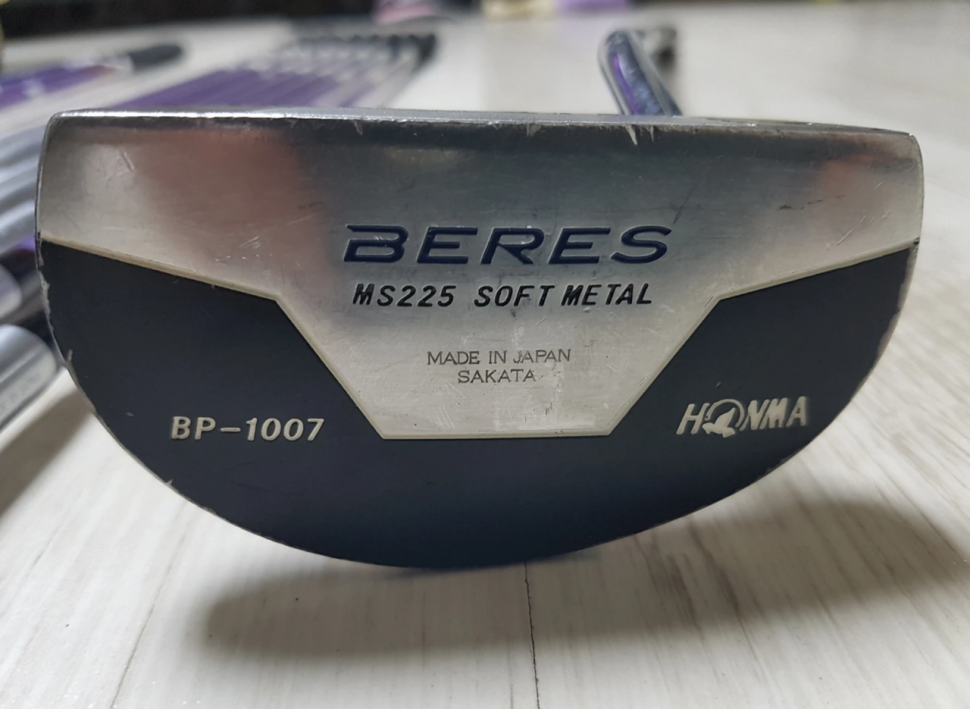 BERES
MS225 SOFT METAL
MADE IN JAPAN
SAKATA
BP-1007
HONMA